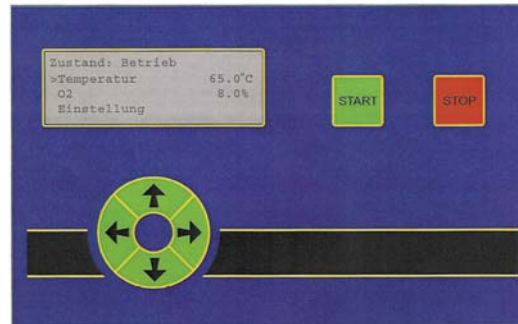 Zustand: Betrieb
>Temperatur 65.0°C
O2 8.0%
Einstellung
START
STOP